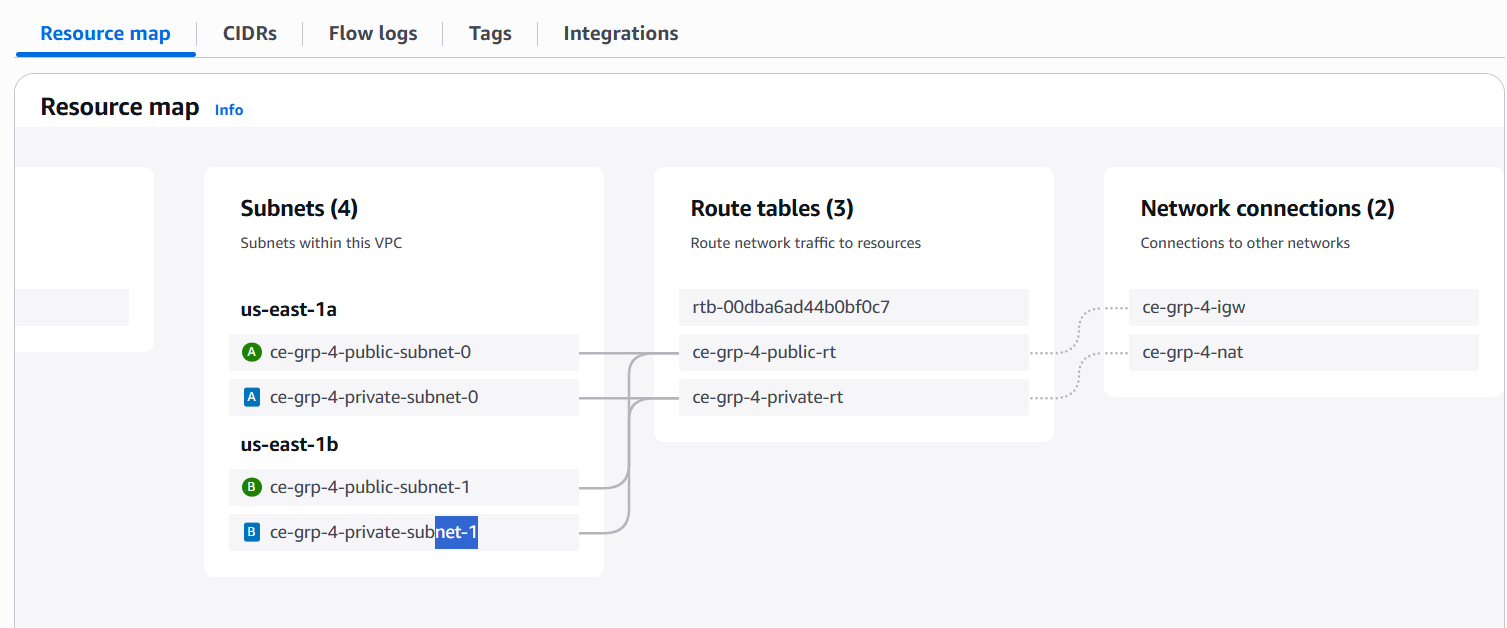 Resource map
CIDRs
Flow logs
Tags
Integrations
Resource map Info
Subnets (4)
Subnets within this VPC
us-east-1a
A ce-grp-4-public-subnet-0
A ce-grp-4-private-subnet-0
us-east-1b
B ce-grp-4-public-subnet-1
B ce-grp-4-private-subnet-1
Route tables (3)
Route network traffic to resources
rtb-00dba6ad44b0bf0c7
ce-grp-4-public-rt
ce-grp-4-private-rt
Network connections (2)
Connections to other networks
ce-grp-4-igw
ce-grp-4-nat